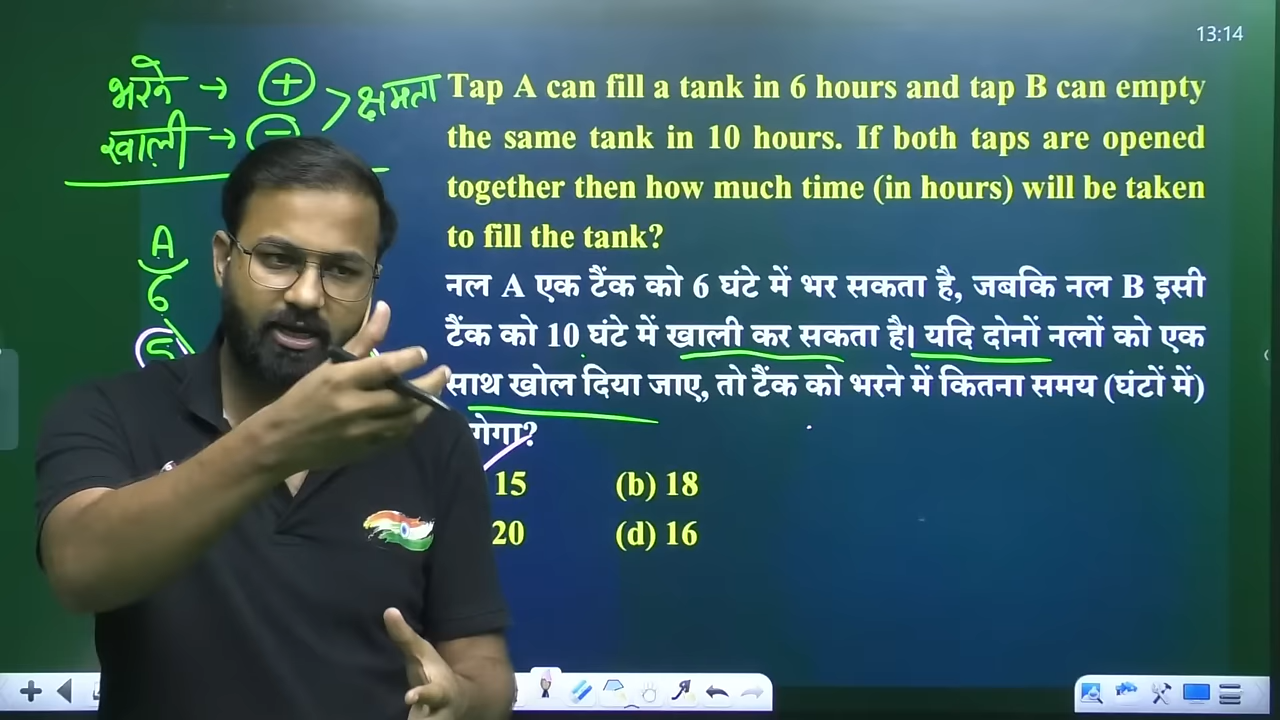 13:14
भरने → + > क्षमता
खाली → −
A
6
5
Tap A can fill a tank in 6 hours and tap B can empty
the same tank in 10 hours. If both taps are opened
together then how much time (in hours) will be taken
to fill the tank?
नल A एक टैंक को 6 घंटे में भर सकता है, जबकि नल B इसी
टैंक को 10 घंटे में खाली कर सकता है। यदि दोनों नलों को एक
साथ खोल दिया जाए, तो टैंक को भरने में कितना समय (घंटों में)
गेगा?
15 (b) 18
20 (d) 16